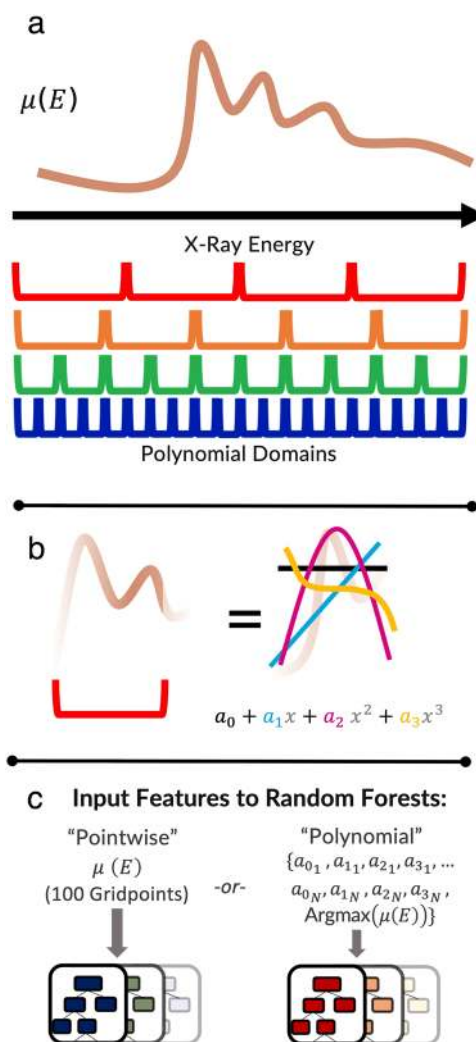 a
μ(E)
X-Ray Energy
Polynomial Domains
b
=
a₀ + a₁x + a₂ x² + a₃x³
c Input Features to Random Forests:
"Pointwise"
μ (E)
(100 Gridpoints)
-or-
"Polynomial"
{a₀₁ , a₁₁ , a₂₁ , a₃₁ , ...
a₀N, a₁N, a₂N, a₃N,
Argmax(μ(E))}